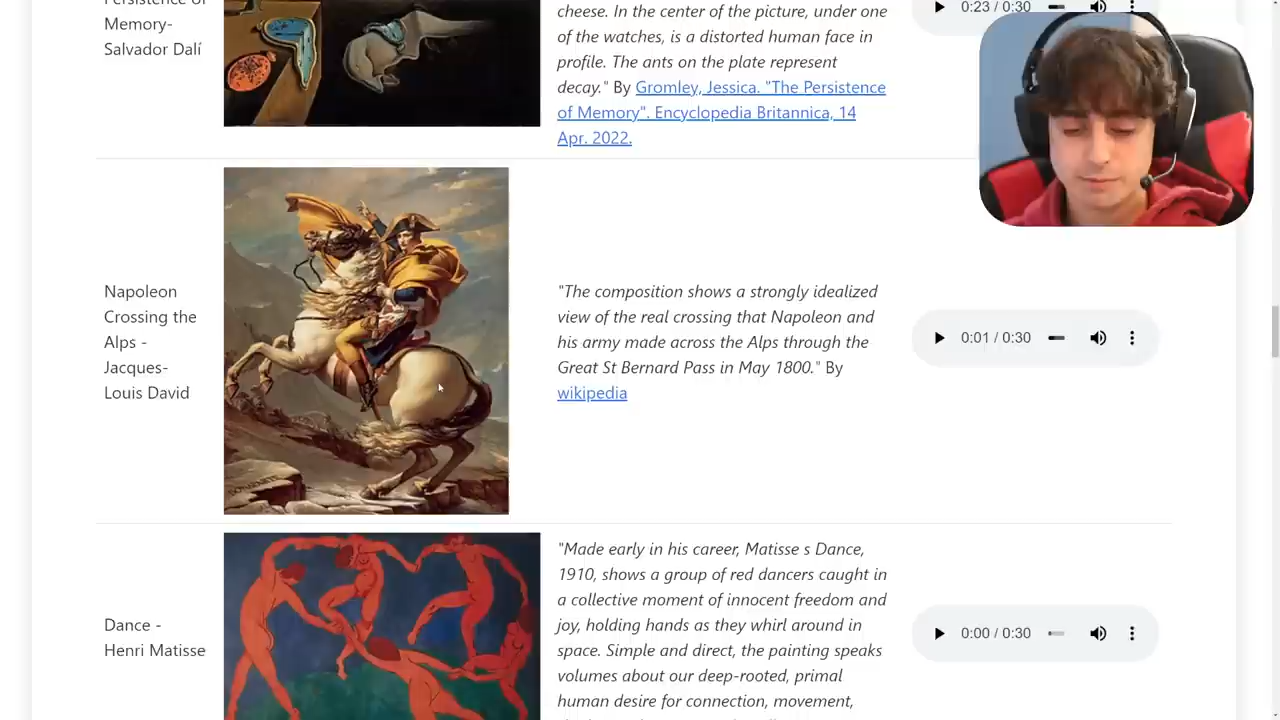 Persistence of
Memory-
Salvador Dalí
cheese. In the center of the picture, under one
of the watches, is a distorted human face in
profile. The ants on the plate represent
decay." By Gromley, Jessica. "The Persistence
of Memory". Encyclopedia Britannica, 14
Apr. 2022.
0:23 / 0:30
Napoleon
Crossing the
Alps -
Jacques-
Louis David
"The composition shows a strongly idealized
view of the real crossing that Napoleon and
his army made across the Alps through the
Great St Bernard Pass in May 1800." By
wikipedia
0:01 / 0:30
Dance -
Henri Matisse
"Made early in his career, Matisse s Dance,
1910, shows a group of red dancers caught in
a collective moment of innocent freedom and
joy, holding hands as they whirl around in
space. Simple and direct, the painting speaks
volumes about our deep-rooted, primal
human desire for connection, movement,
0:00 / 0:30